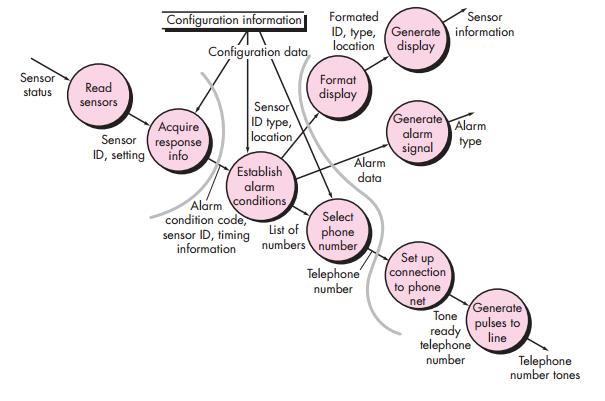 Configuration information
Configuration data
Formated
ID, type,
location
Generate
display
Sensor
information
Sensor
status
Read
sensors
Format
display
Sensor
ID, setting
Acquire
response
info
Sensor
ID type,
location
Generate
alarm
signal
Alarm
type
Establish
alarm
conditions
Alarm
data
Alarm
condition code,
sensor ID, timing
information
List of
numbers
Select
phone
number
Telephone
number
Set up
connection
to phone
net
Tone
ready
telephone
number
Generate
pulses to
line
Telephone
number tones